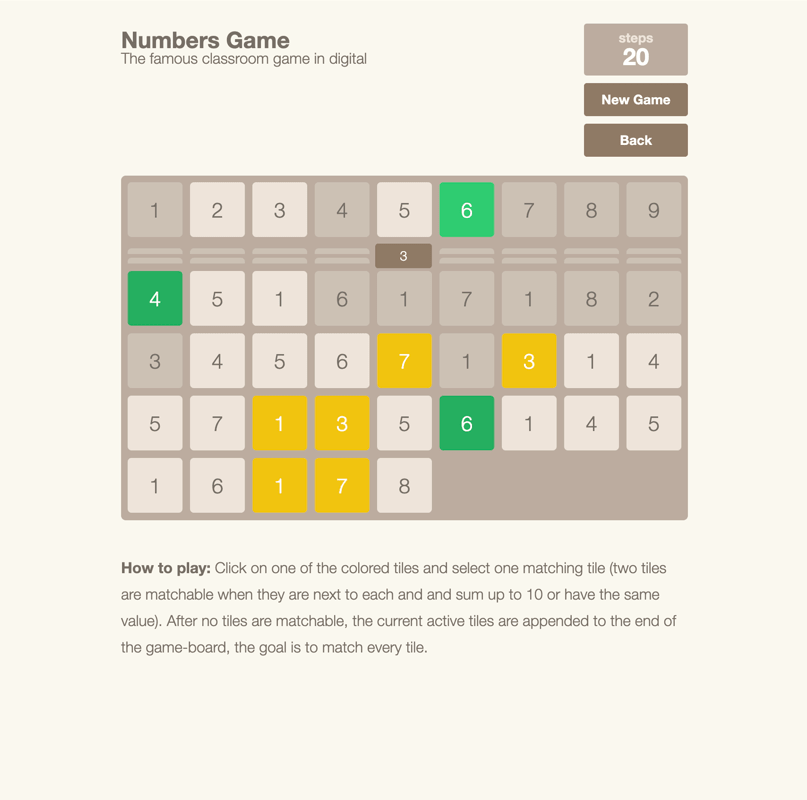 Numbers Game
The famous classroom game in digital
steps
20
New Game
Back
1 2 3 4 5 6 7 8 9
3
4 5 1 6 1 7 1 8 2
3 4 5 6 7 1 3 1 4
5 7 1 3 5 6 1 4 5
1 6 1 7 8
How to play: Click on one of the colored tiles and select one matching tile (two tiles
are matchable when they are next to each and and sum up to 10 or have the same
value). After no tiles are matchable, the current active tiles are appended to the end of
the game-board, the goal is to match every tile.